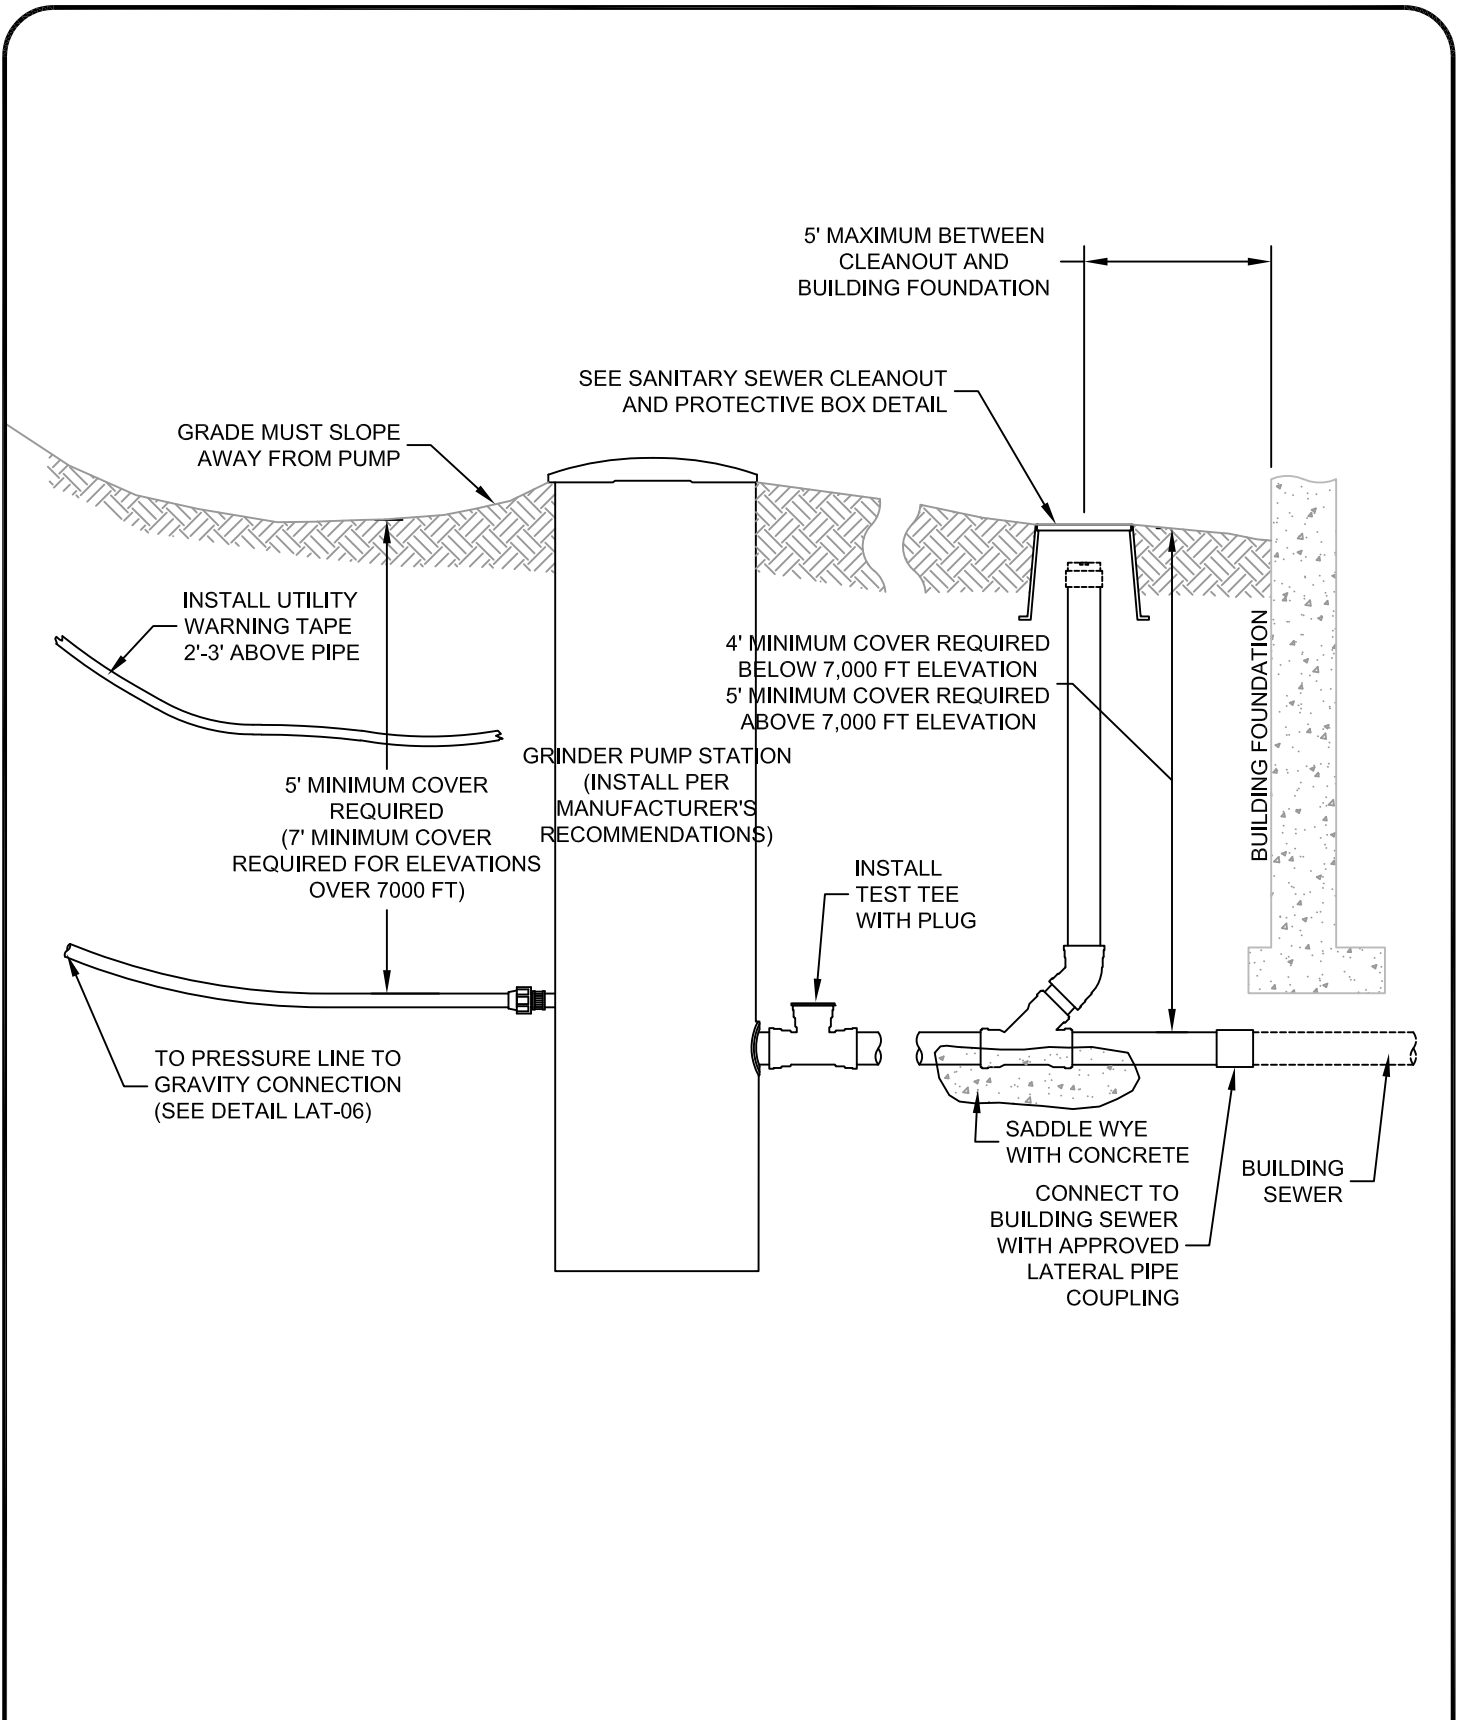 5' MAXIMUM BETWEEN
CLEANOUT AND
BUILDING FOUNDATION
SEE SANITARY SEWER CLEANOUT
AND PROTECTIVE BOX DETAIL
GRADE MUST SLOPE
AWAY FROM PUMP
INSTALL UTILITY
WARNING TAPE
2'-3' ABOVE PIPE
4' MINIMUM COVER REQUIRED
BELOW 7,000 FT ELEVATION
5' MINIMUM COVER REQUIRED
ABOVE 7,000 FT ELEVATION
BUILDING FOUNDATION
GRINDER PUMP STATION
(INSTALL PER
MANUFACTURER'S
RECOMMENDATIONS)
5' MINIMUM COVER
REQUIRED
(7' MINIMUM COVER
REQUIRED FOR ELEVATIONS
OVER 7000 FT)
INSTALL
TEST TEE
WITH PLUG
TO PRESSURE LINE TO
GRAVITY CONNECTION
(SEE DETAIL LAT-06)
SADDLE WYE
WITH CONCRETE
BUILDING
SEWER
CONNECT TO
BUILDING SEWER
WITH APPROVED
LATERAL PIPE
COUPLING